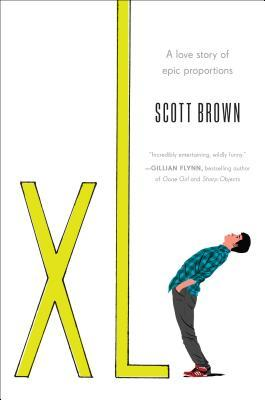 A love story of
epic proportions
SCOTT BROWN
"Incredibly entertaining, wildly funny."
—GILLIAN FLYNN, bestselling author
of Gone Girl and Sharp Objects
XL